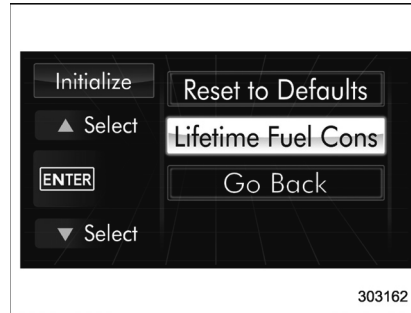 Initialize
▲ Select
ENTER
▼ Select
Reset to Defaults
Lifetime Fuel Cons
Go Back
303162